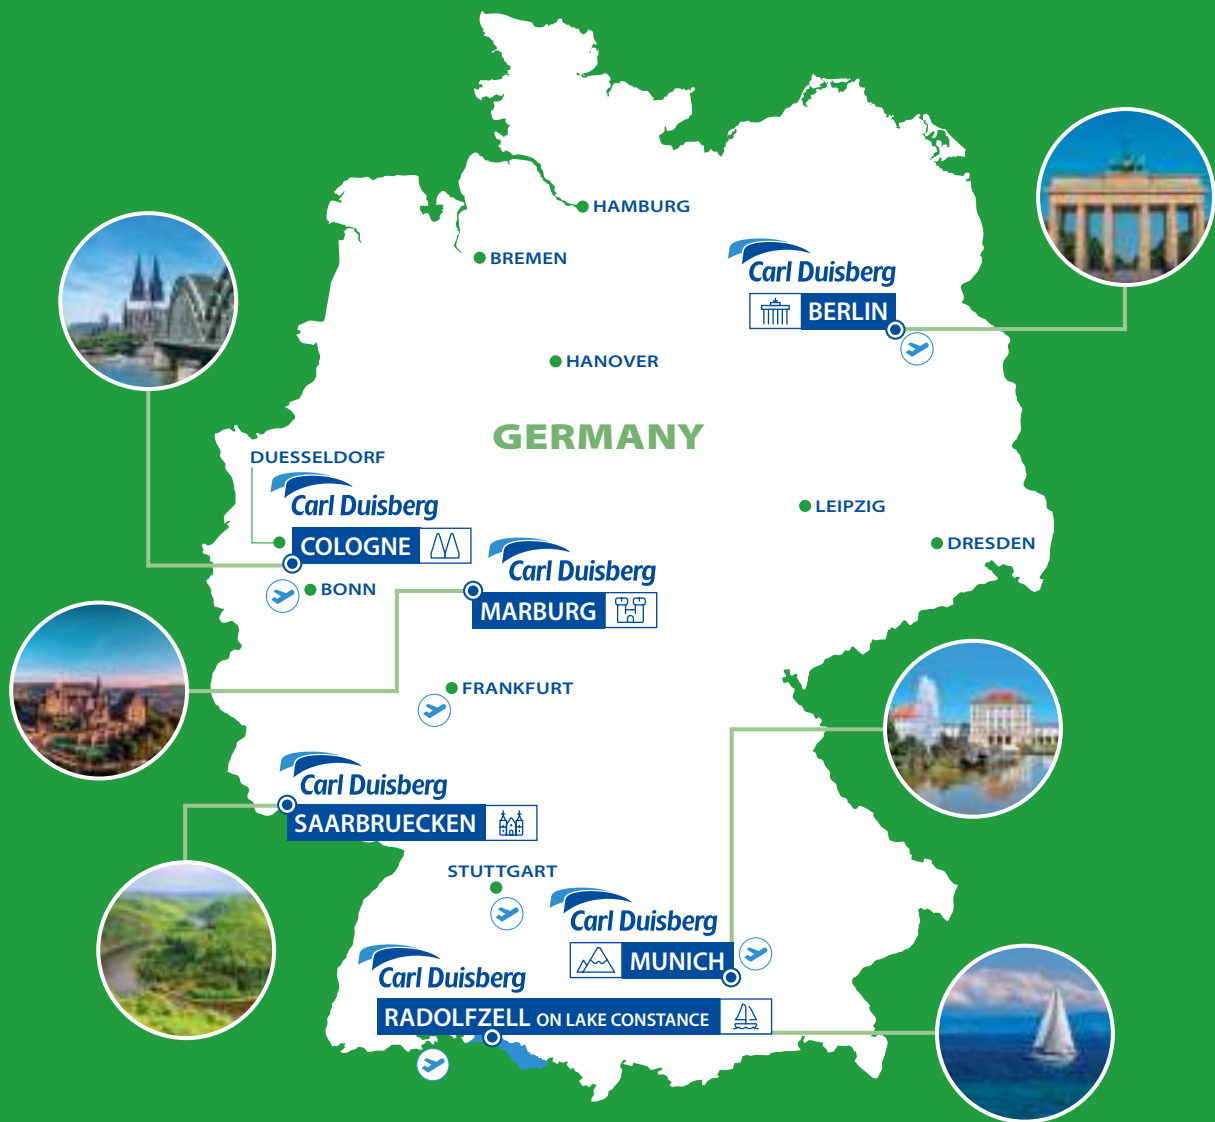 HAMBURG
BREMEN
Carl Duisberg
BERLIN
HANOVER
GERMANY
DUESSELDORF
Carl Duisberg
COLOGNE
LEIPZIG
DRESDEN
BONN
Carl Duisberg
MARBURG
FRANKFURT
Carl Duisberg
SAARBRUECKEN
STUTTGART
Carl Duisberg
MUNICH
Carl Duisberg
RADOLFZELL ON LAKE CONSTANCE